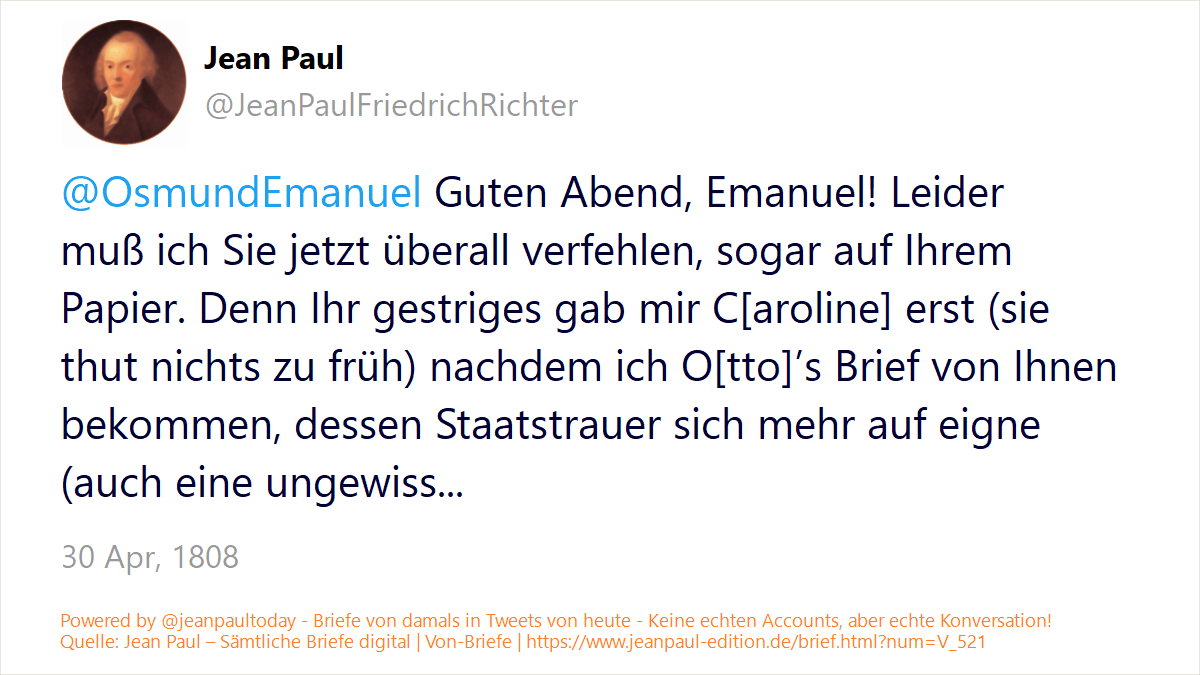 Jean Paul
@JeanPaulFriedrichRichter
@OsmundEmanuel Guten Abend, Emanuel! Leider
muß ich Sie jetzt überall verfehlen, sogar auf Ihrem
Papier. Denn Ihr gestriges gab mir C[aroline] erst (sie
thut nichts zu früh) nachdem ich O[tto]’s Brief von Ihnen
bekommen, dessen Staatstrauer sich mehr auf eigne
(auch eine ungewiss...
30 Apr, 1808
Powered by @jeanpaultoday - Briefe von damals in Tweets von heute - Keine echten Accounts, aber echte Konversation!
Quelle: Jean Paul – Sämtliche Briefe digital | Von-Briefe | https://www.jeanpaul-edition.de/brief.html?num=V_521